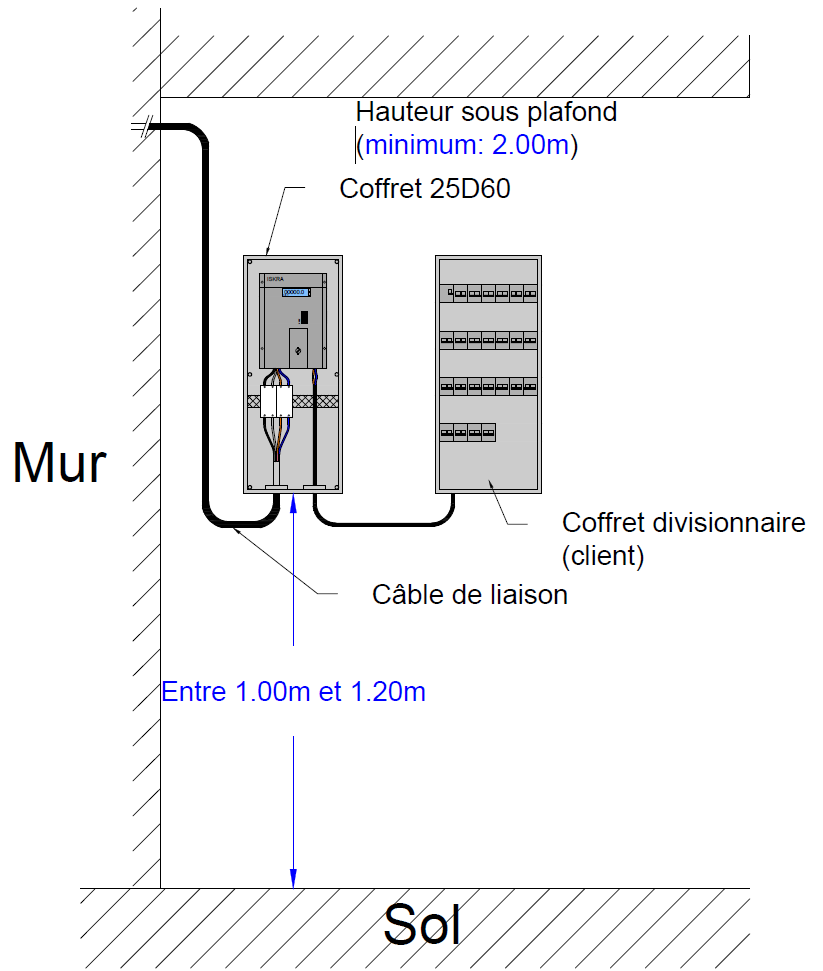 Hauteur sous plafond
(minimum: 2.00m)
Coffret 25D60
ISKRA
00000.0
Mur
Coffret divisionnaire
(client)
Câble de liaison
Entre 1.00m et 1.20m
Sol